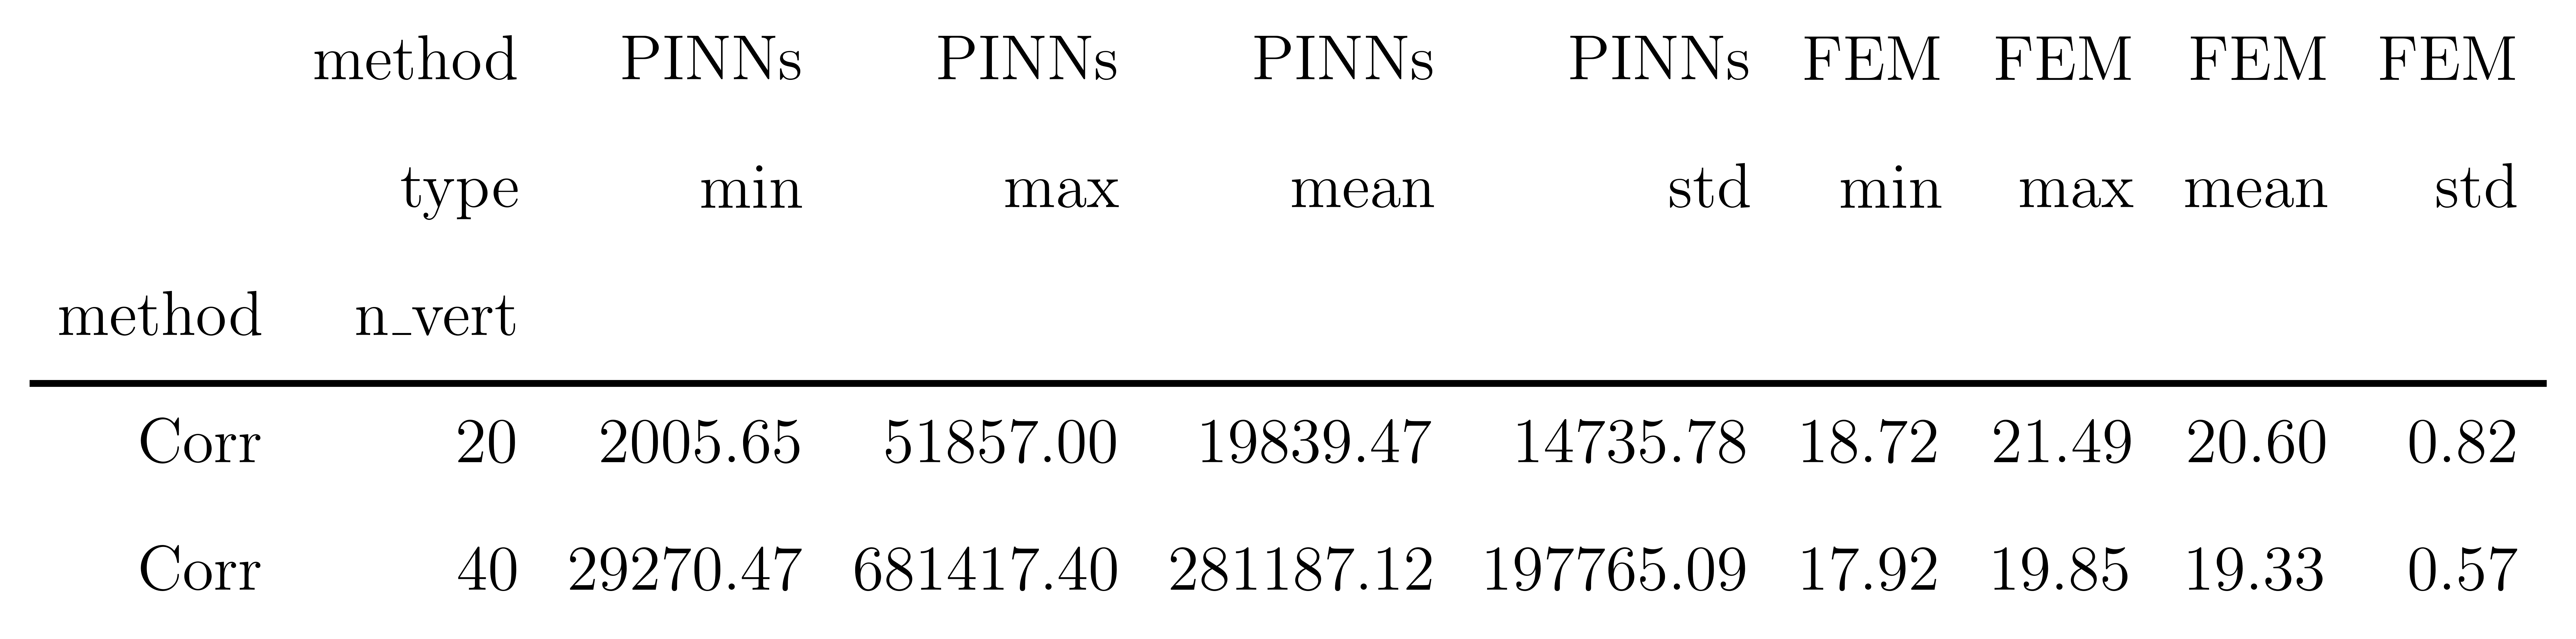 method PINNs PINNs PINNs PINNs FEM FEM FEM FEM
type min max mean std min max mean std
method n_vert
Corr 20 2005.65 51857.00 19839.47 14735.78 18.72 21.49 20.60 0.82
Corr 40 29270.47 681417.40 281187.12 197765.09 17.92 19.85 19.33 0.57